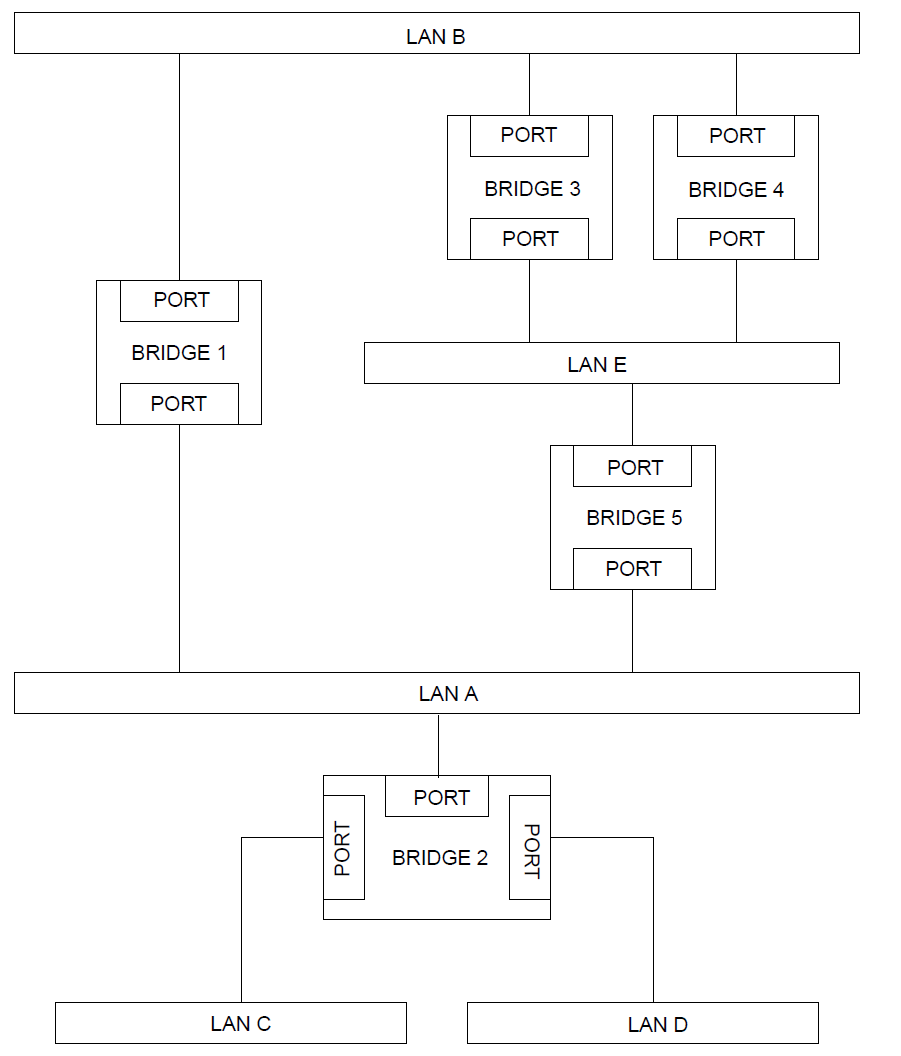 LAN B
PORT
PORT
BRIDGE 3
BRIDGE 4
PORT
PORT
PORT
BRIDGE 1
PORT
LAN E
PORT
BRIDGE 5
PORT
LAN A
PORT
PORT
BRIDGE 2
PORT
LAN C
LAN D